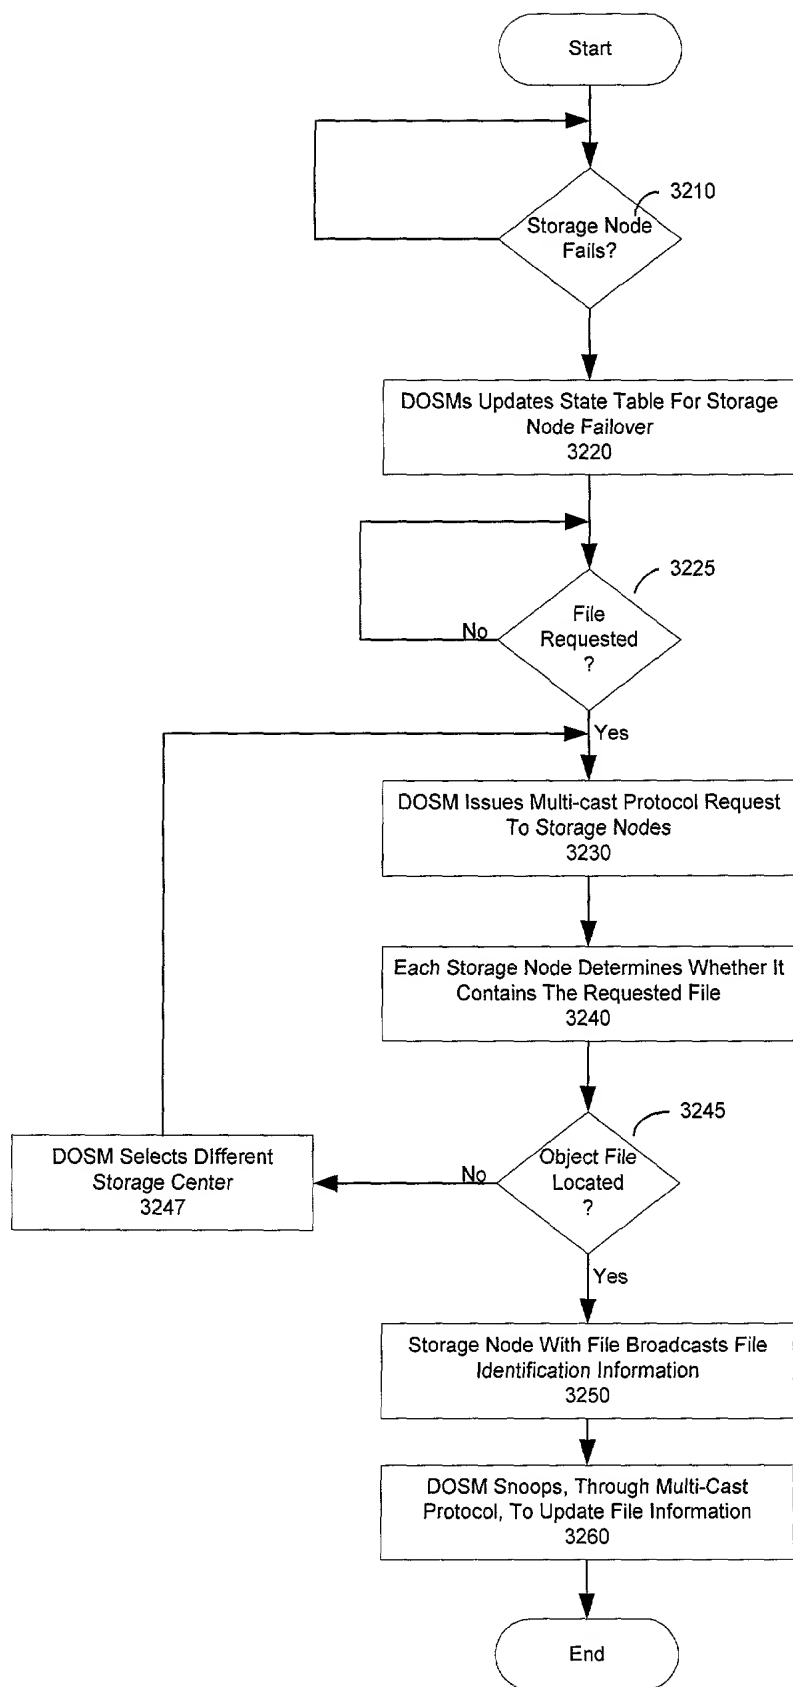 Start
3210
Storage Node
Fails?
DOSMs Updates State Table For Storage
Node Failover
3220
3225
File
Requested
?
No
Yes
DOSM Issues Multi-cast Protocol Request
To Storage Nodes
3230
Each Storage Node Determines Whether It
Contains The Requested File
3240
3245
Object File
Located
?
No
DOSM Selects Different
Storage Center
3247
Yes
Storage Node With File Broadcasts File
Identification Information
3250
DOSM Snoops, Through Multi-Cast
Protocol, To Update File Information
3260
End